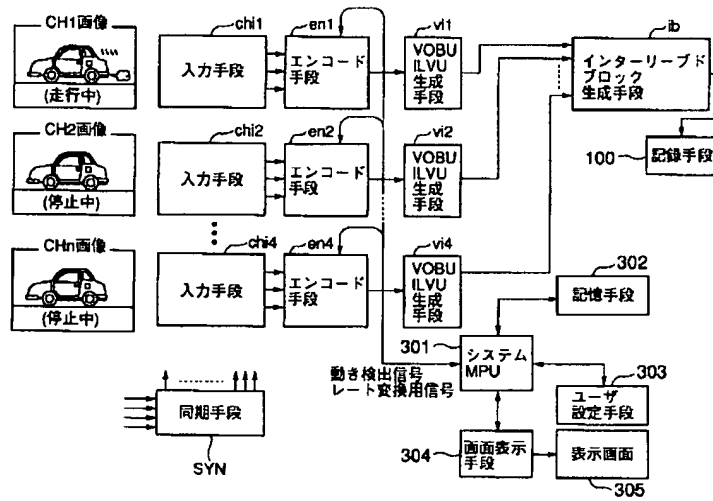 CH1画像
(走行中)
chi1
入力手段
en1
エンコード
手段
vi1
VOBU
ILVU
生成
手段
ib
インターリーブド
ブロック
生成手段
100
記録手段
CH2画像
(停止中)
chi2
入力手段
en2
エンコード
手段
vi2
VOBU
ILVU
生成
手段
CHn画像
(停止中)
chi4
入力手段
en4
エンコード
手段
vi4
VOBU
ILVU
生成
手段
302
記憶手段
301
システム
MPU
動き検出信号
レート変換用信号
303
ユーザ
設定手段
同期手段
SYN
304
画面表示
手段
表示画面
305